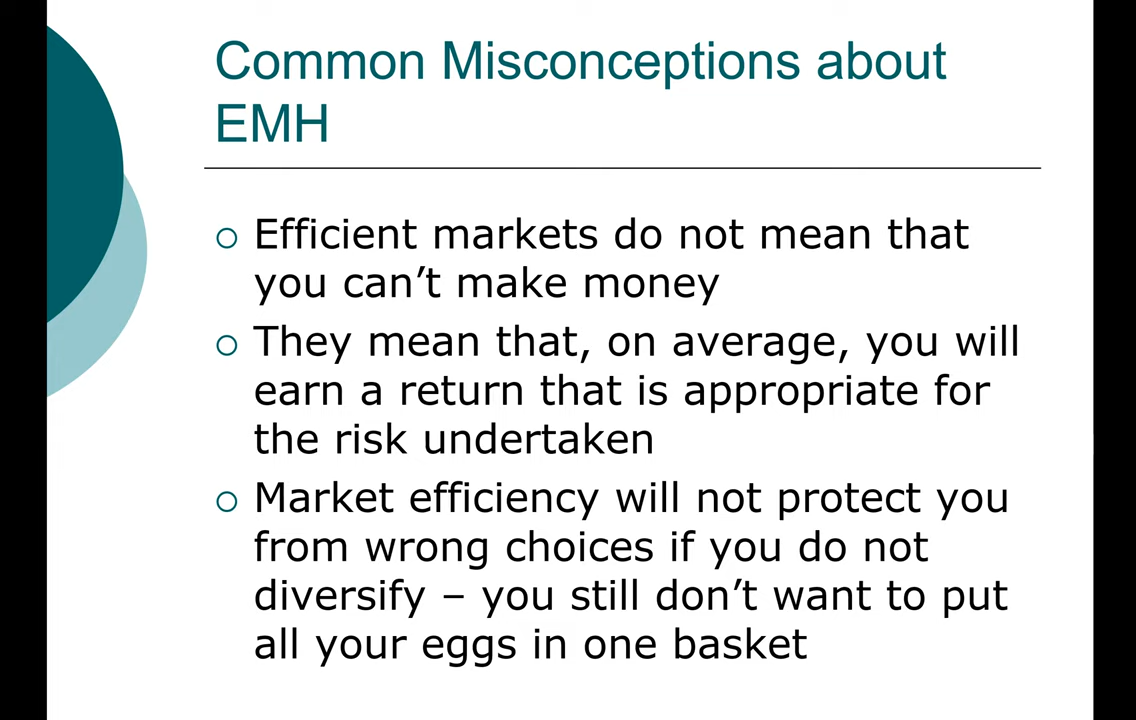 Common Misconceptions about
EMH
Efficient markets do not mean that
you can’t make money
They mean that, on average, you will
earn a return that is appropriate for
the risk undertaken
Market efficiency will not protect you
from wrong choices if you do not
diversify – you still don’t want to put
all your eggs in one basket